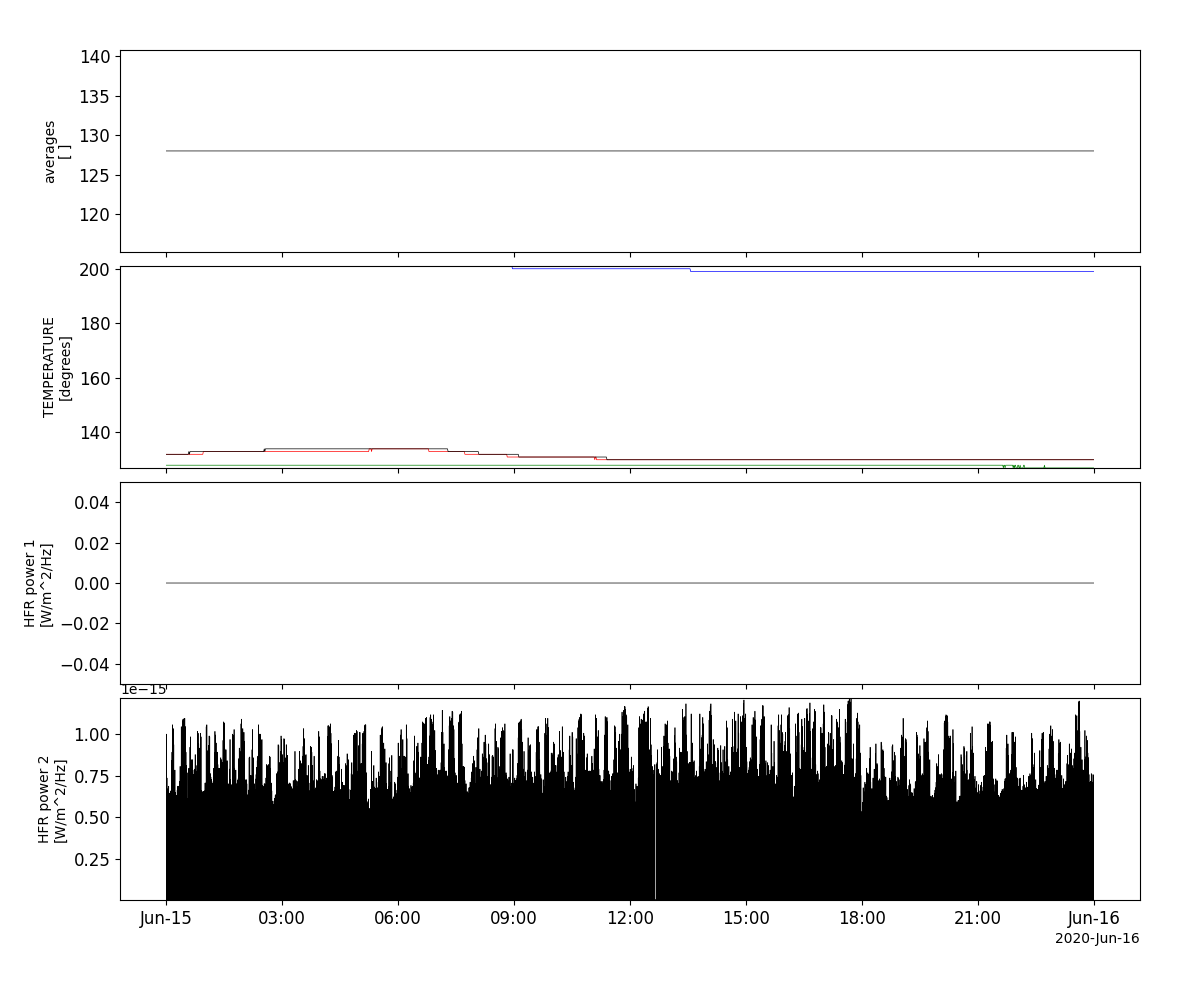 140
135
130
125
120
averages
[ ]
200
180
160
140
TEMPERATURE
[degrees]
0.04
0.02
0.00
−0.02
−0.04
HFR power 1
[W/m^2/Hz]
1e−15
1.00
0.75
0.50
0.25
HFR power 2
[W/m^2/Hz]
Jun-15 03:00 06:00 09:00 12:00 15:00 18:00 21:00 Jun-16
2020-Jun-16